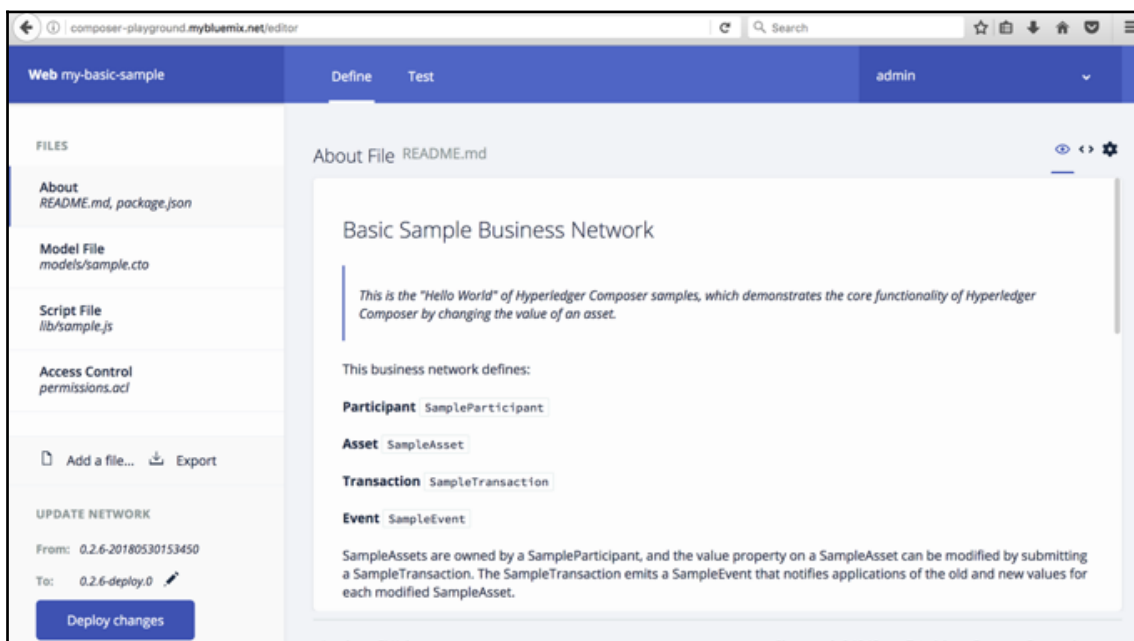 composer-playground.mybluemix.net/editor
Search
Web my-basic-sample
Define
Test
admin
FILES
About
README.md, package.json
Model File
models/sample.cto
Script File
lib/sample.js
Access Control
permissions.acl
Add a file...
Export
UPDATE NETWORK
From: 0.2.6-20180530153450
To: 0.2.6-deploy.0
Deploy changes
About File README.md
Basic Sample Business Network
This is the "Hello World" of Hyperledger Composer samples, which demonstrates the core functionality of Hyperledger
Composer by changing the value of an asset.
This business network defines:
Participant SampleParticipant
Asset SampleAsset
Transaction SampleTransaction
Event SampleEvent
SampleAssets are owned by a SampleParticipant, and the value property on a SampleAsset can be modified by submitting
a SampleTransaction. The SampleTransaction emits a SampleEvent that notifies applications of the old and new values for
each modified SampleAsset.